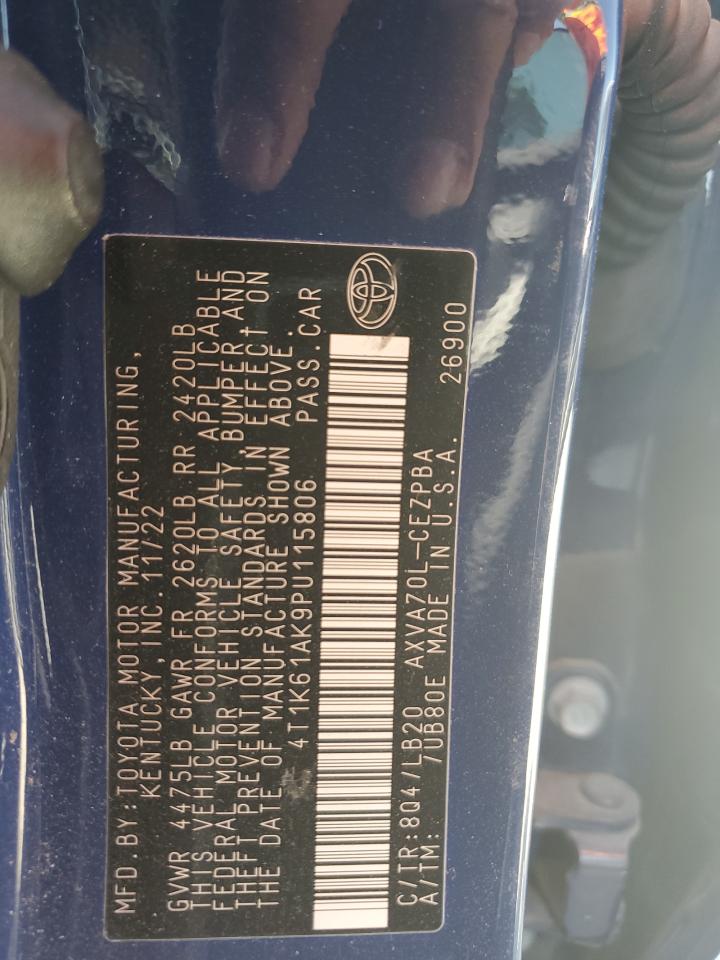 MFD.BY:TOYOTA MOTOR MANUFACTURING,
KENTUCKY,INC.11/22
GVWR 4475LB GAWR FR 2620LB RR 2420LB
THIS VEHICLE CONFORMS TO ALL APPLICABLE
FEDERAL MOTOR VEHICLE SAFETY, BUMPER AND
THEFT PREVENTION STANDARDS IN EFFECT ON
THE DATE OF MANUFACTURE SHOWN ABOVE.
4T1K61AK9PU115806 PASS.CAR
C/TR:8Q4/LB20 AXVA70L-CEZPBA
A/TM: /UB80E MADE IN U.S.A. 26900